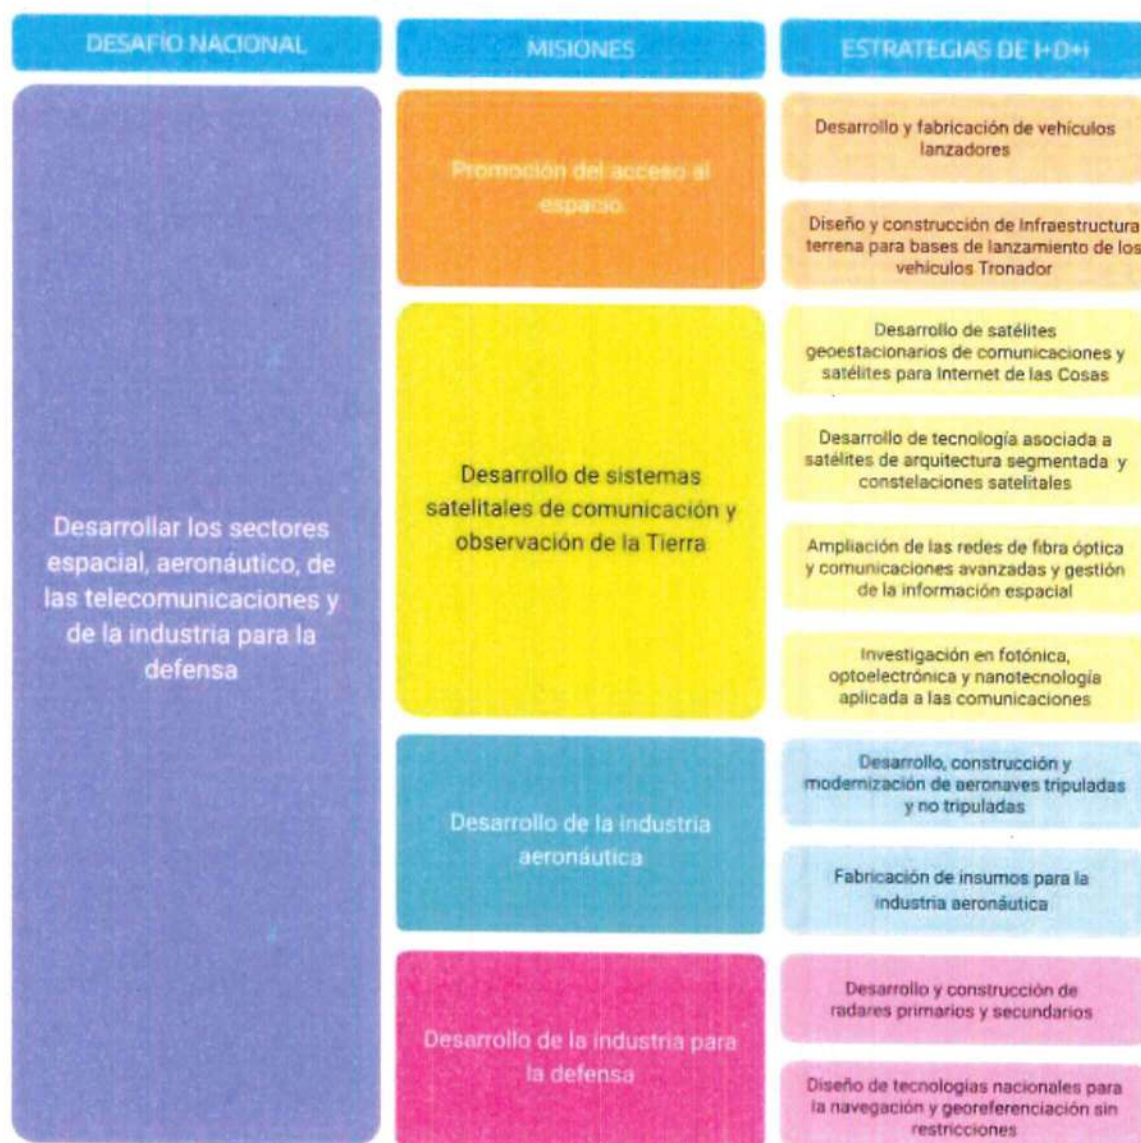 DESAFÍO NACIONAL
MISIONES
ESTRATEGIAS DE I+D+i
Desarrollar los sectores
espacial, aeronáutico, de
las telecomunicaciones y
de la industria para la
defensa
Promoción del acceso al
espacio.
Desarrollo y fabricación de vehículos
lanzadores
Diseño y construcción de Infraestructura
terrena para bases de lanzamiento de los
vehículos Tronador
Desarrollo de sistemas
satelitales de comunicación y
observación de la Tierra
Desarrollo de satélites
geoestacionarios de comunicaciones y
satélites para Internet de las Cosas
Desarrollo de tecnología asociada a
satélites de arquitectura segmentada y
constelaciones satelitales
Ampliación de las redes de fibra óptica
y comunicaciones avanzadas y gestión
de la información espacial
Investigación en fotónica,
optoelectrónica y nanotecnología
aplicada a las comunicaciones
Desarrollo de la industria
aeronáutica
Desarrollo, construcción y
modernización de aeronaves tripuladas
y no tripuladas
Fabricación de insumos para la
industria aeronáutica
Desarrollo de la industria para
la defensa
Desarrollo y construcción de
radares primarios y secundarios
Diseño de tecnologías nacionales para
la navegación y georeferenciación sin
restricciones